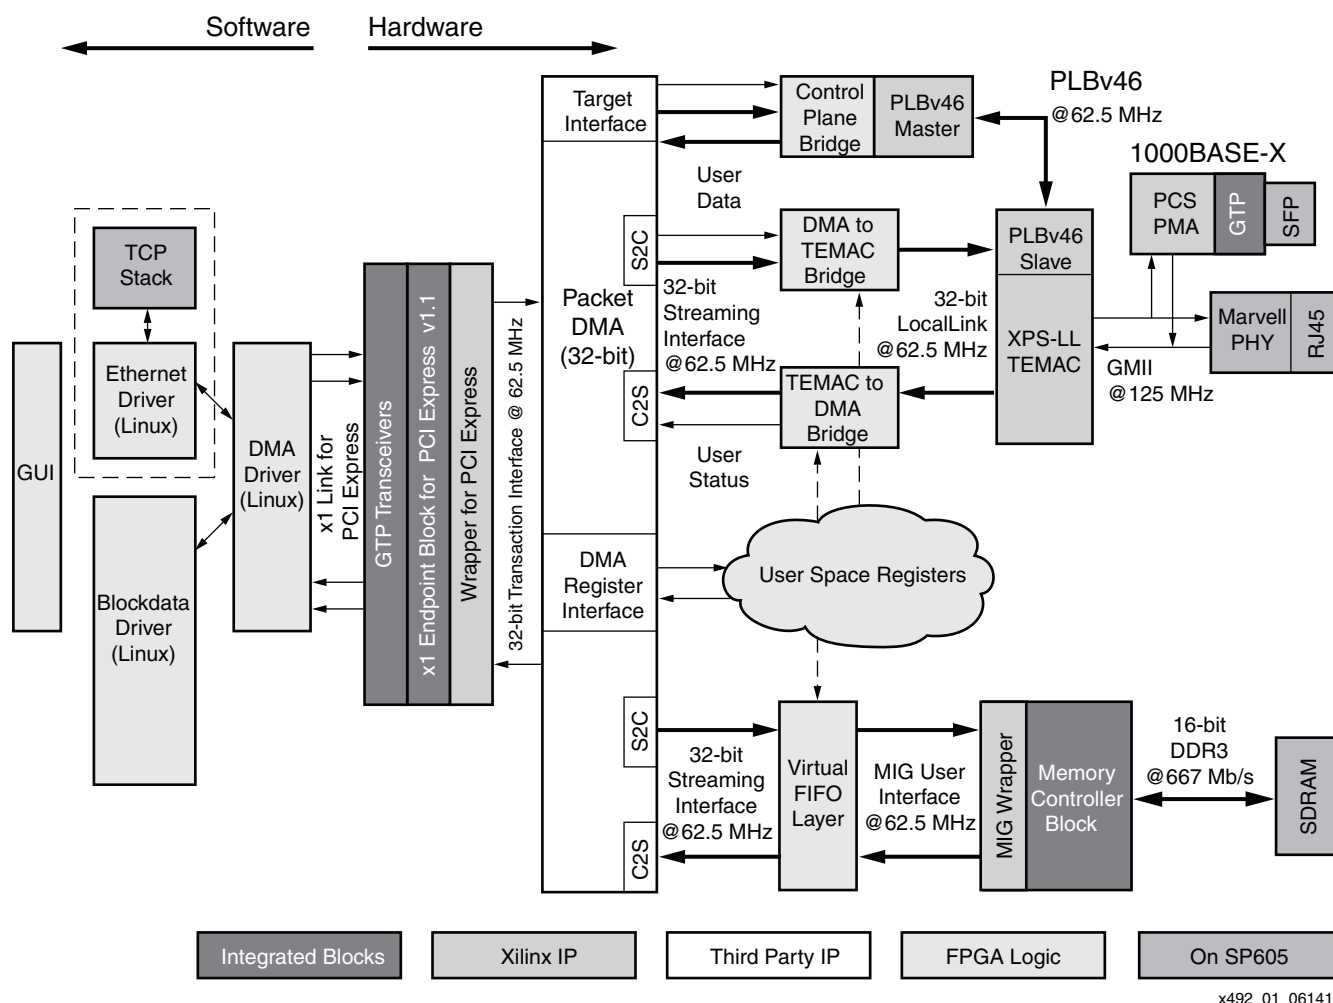 Software
Hardware
Target
Interface
Control
Plane
Bridge
PLBv46
Master
PLBv46
@62.5 MHz
1000BASE-X
PCS
PMA
GTP
SFP
User
Data
TCP
Stack
S2C
DMA to
TEMAC
Bridge
PLBv46
Slave
Packet
DMA
(32-bit)
32-bit
Streaming
Interface
@62.5 MHz
32-bit
LocalLink
@62.5 MHz
XPS-LL
TEMAC
Marvell
PHY
RJ45
GMII
@125 MHz
GUI
Ethernet
Driver
(Linux)
DMA
Driver
(Linux)
x1 Link for
PCI Express
GTP Transceivers
x1 Endpoint Block for PCI Express v1.1
Wrapper for PCI Express
32-bit Transaction Interface @ 62.5 MHz
C2S
TEMAC to
DMA
Bridge
User
Status
Blockdata
Driver
(Linux)
DMA
Register
Interface
User Space Registers
S2C
32-bit
Streaming
Interface
@62.5 MHz
C2S
Virtual
FIFO
Layer
MIG User
Interface
@62.5 MHz
MIG Wrapper
Memory
Controller
Block
16-bit
DDR3
@667 Mb/s
SDRAM
Integrated Blocks
Xilinx IP
Third Party IP
FPGA Logic
On SP605
x492_01_06141